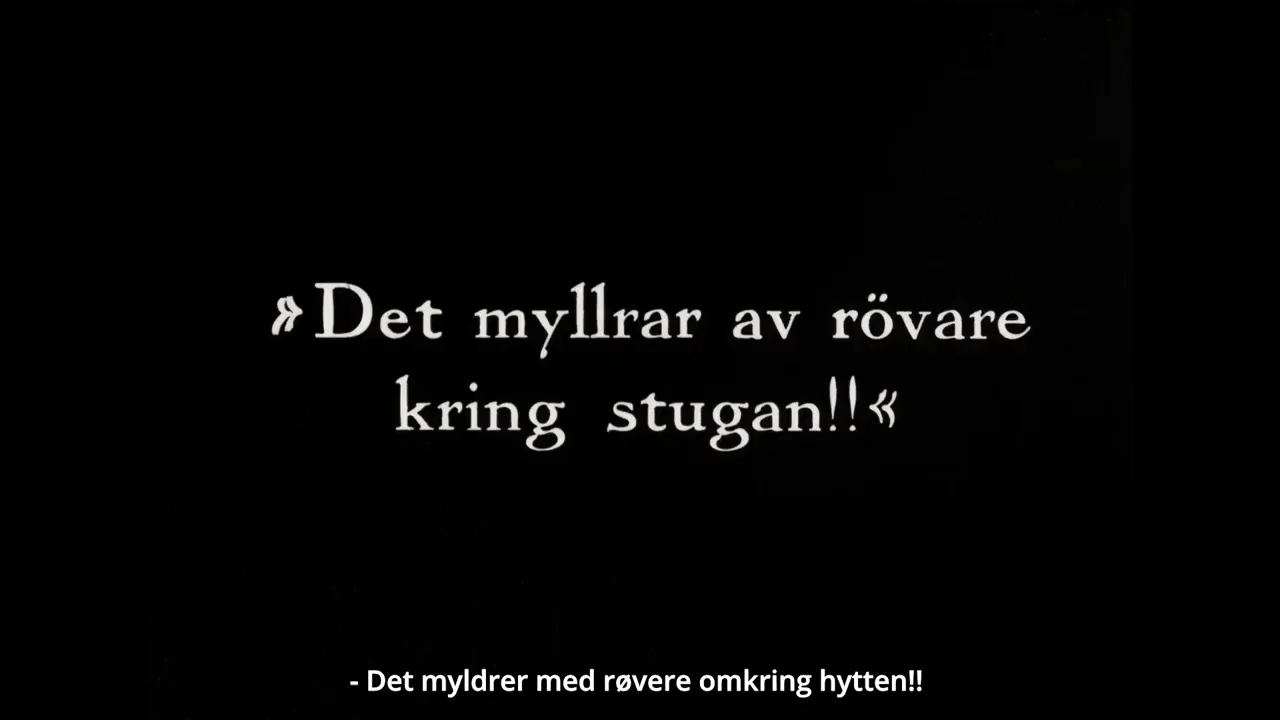 »Det myllrar av rövare
kring stugan!!«
- Det myldrer med røvere omkring hytten!!